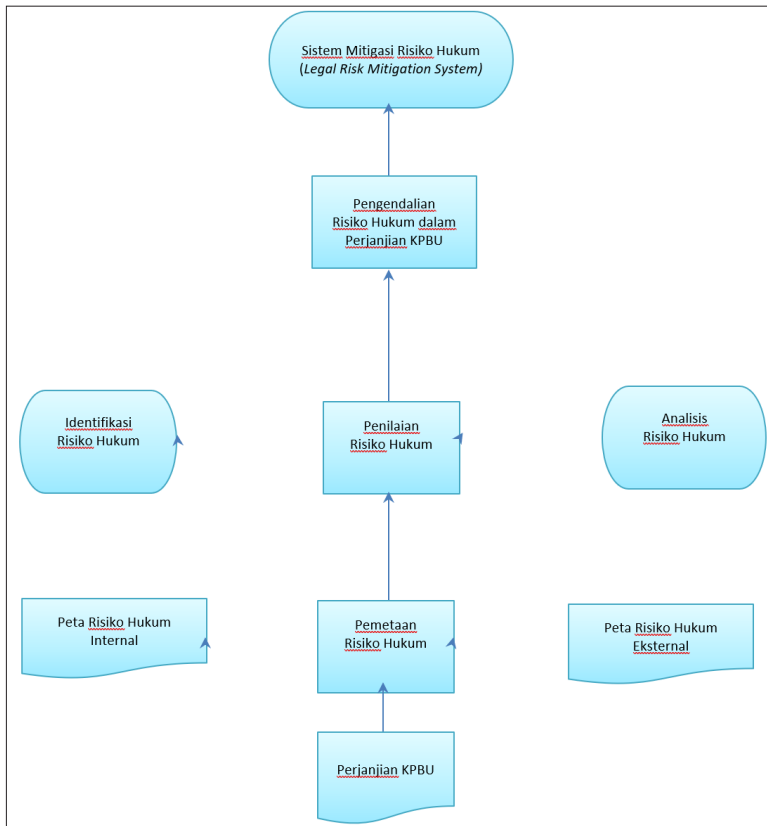 Sistem Mitigasi Risiko Hukum
(Legal Risk Mitigation System)
Pengendalian
Risiko Hukum dalam
Perjanjian KPBU
Identifikasi
Risiko Hukum
Penilaian
Risiko Hukum
Analisis
Risiko Hukum
Peta Risiko Hukum
Internal
Pemetaan
Risiko Hukum
Peta Risiko Hukum
Eksternal
Perjanjian KPBU